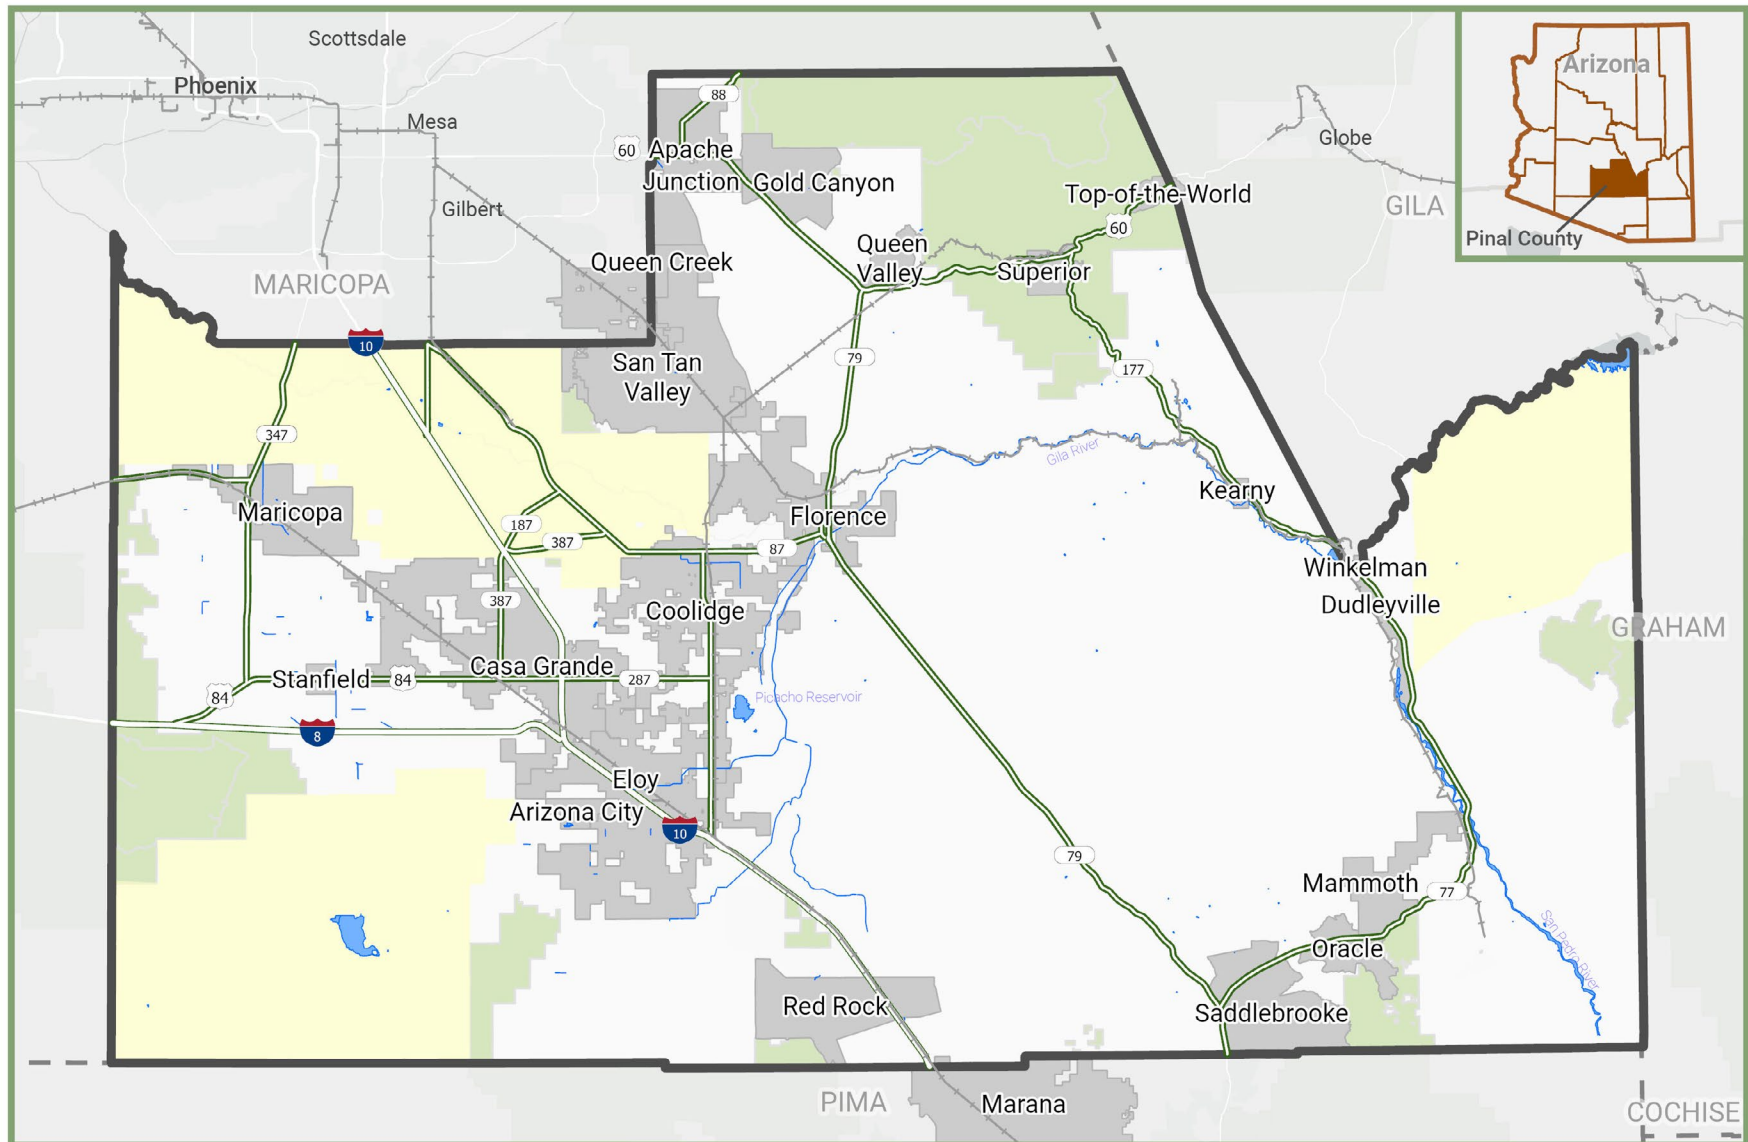 Scottsdale
Arizona
Phoenix
88
Mesa
Globe
60
Apache
Junction
Gold Canyon
Top-of-the-World
GILA
Gilbert
60
Pinal County
Queen
Valley
Queen Creek
Superior
MARICOPA
10
San Tan
Valley
79
177
347
Gila River
Kearny
Maricopa
Florence
187
387
87
Winkelman
387
Dudleyville
Coolidge
GRAHAM
Casa Grande
Stanfield
84
287
84
Picacho Reservoir
8
Eloy
Arizona City
10
79
Mammoth
77
San Pedro River
Oracle
Red Rock
Saddlebrooke
PIMA
Marana
COCHISE